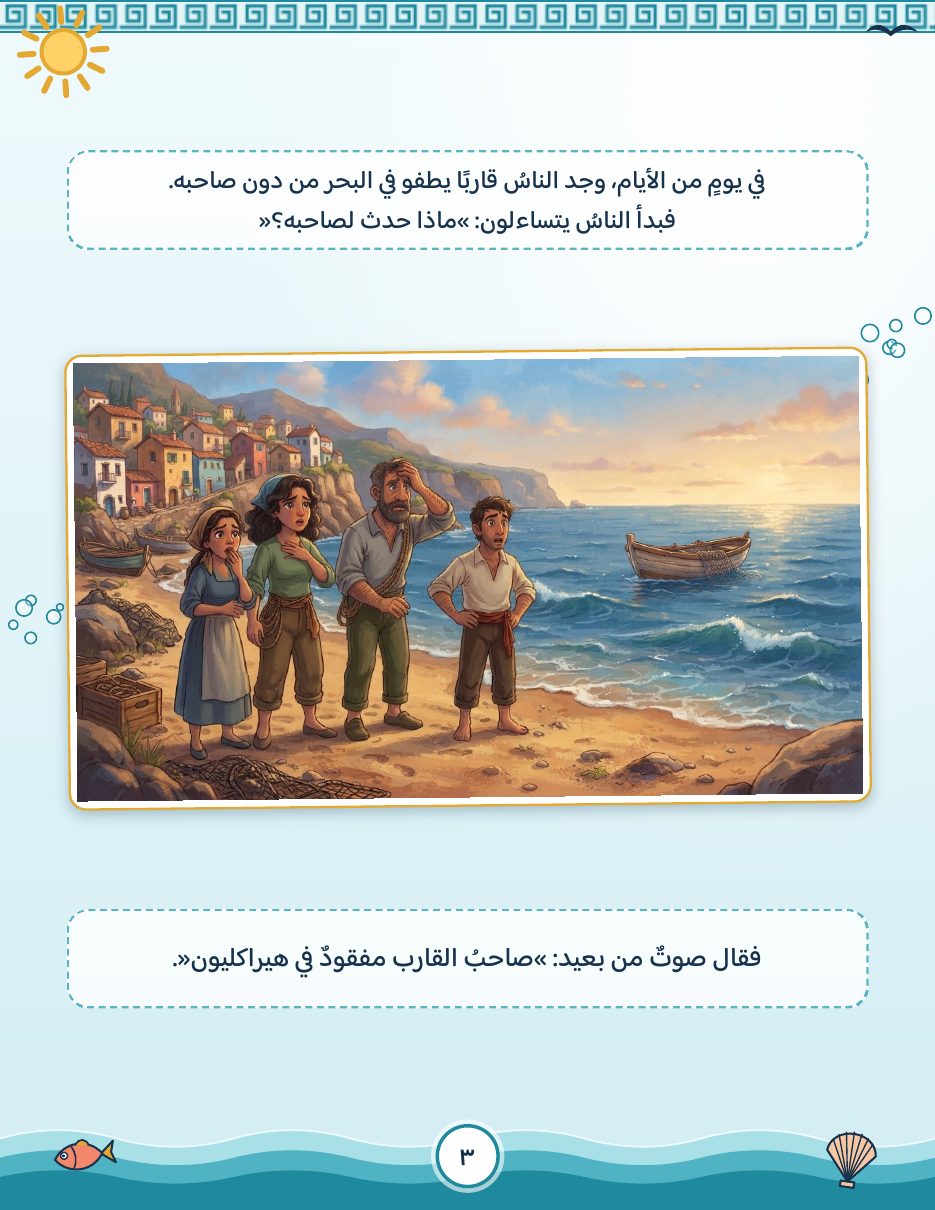 في يومٍ من الأيام، وجد الناسُ قاربًا يطفو في البحر من دون صاحبه.
فبدأ الناسُ يتساءلون: »ماذا حدث لصاحبه؟«
فقال صوتٌ من بعيد: »صاحبُ القارب مفقودٌ في هيراكليون«.
٣